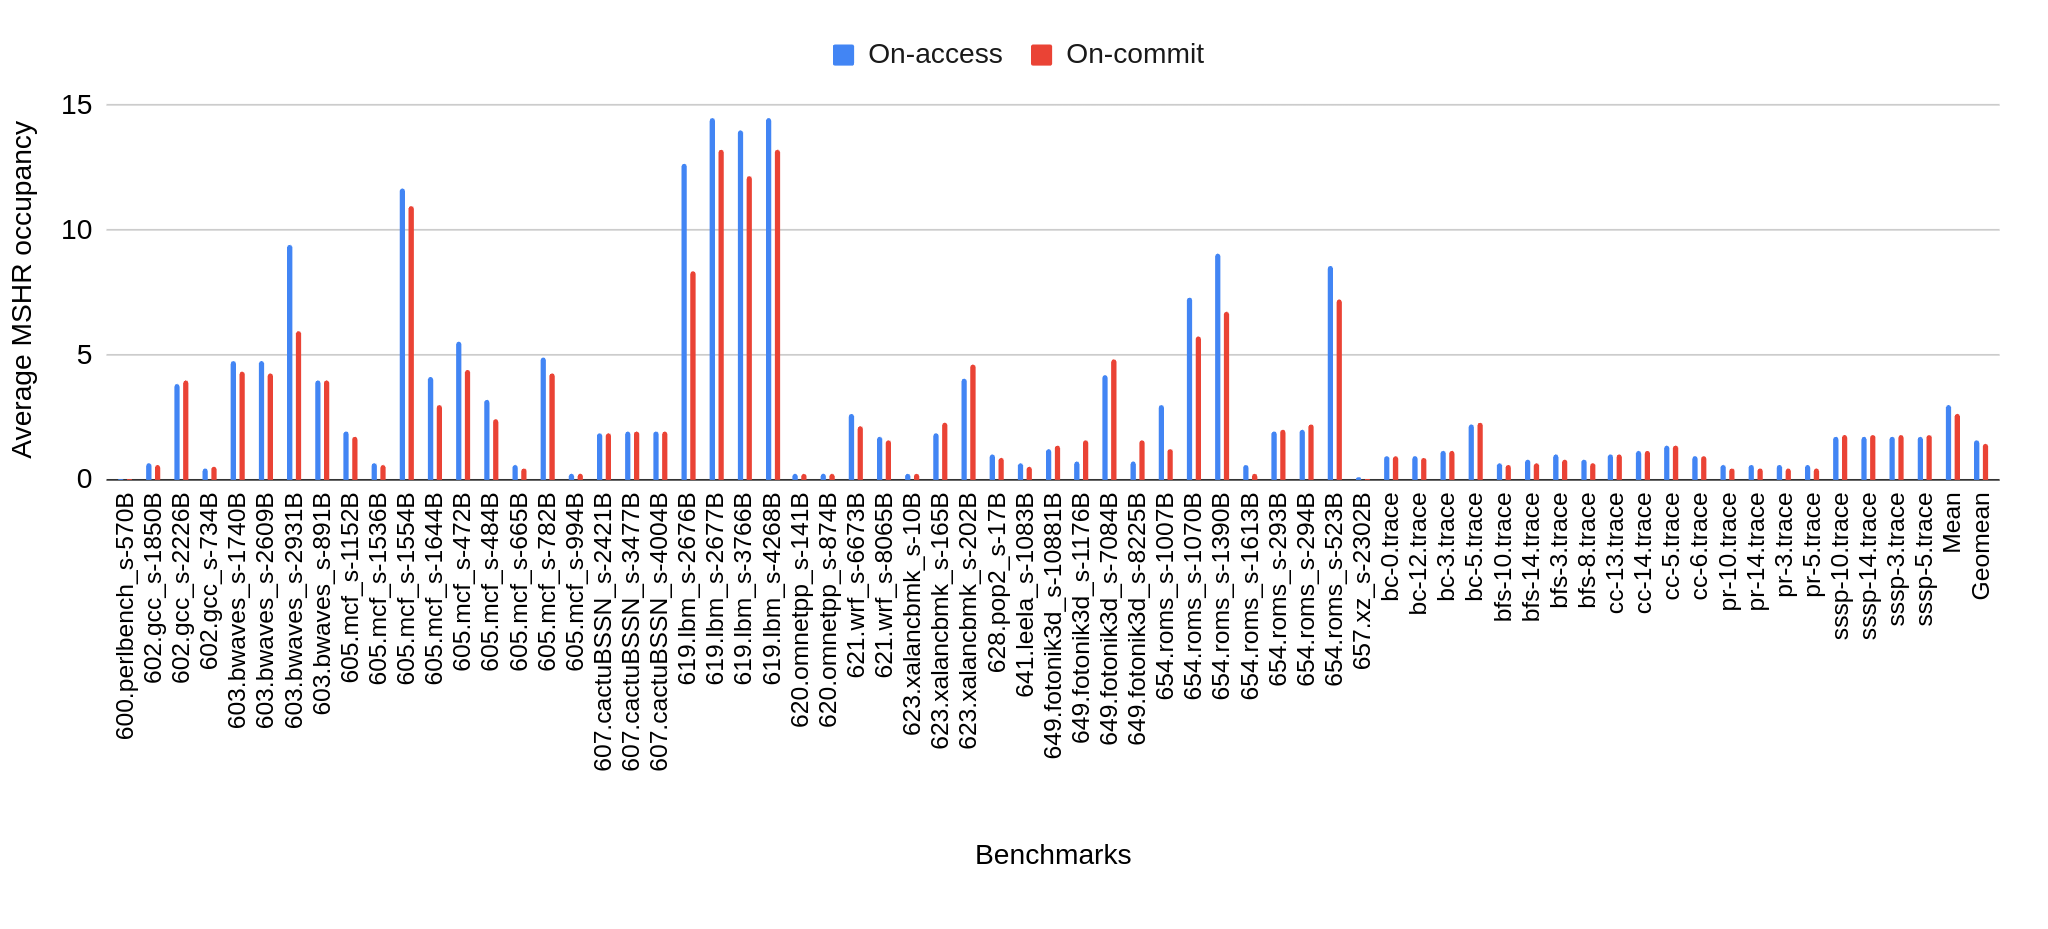 On-access
On-commit
15
10
5
0
Average MSHR occupancy
600.perlbench_s-570B
602.gcc_s-1850B
602.gcc_s-2226B
602.gcc_s-734B
603.bwaves_s-1740B
603.bwaves_s-2609B
603.bwaves_s-2931B
603.bwaves_s-891B
605.mcf_s-1152B
605.mcf_s-1536B
605.mcf_s-1554B
605.mcf_s-1644B
605.mcf_s-472B
605.mcf_s-484B
605.mcf_s-665B
605.mcf_s-782B
605.mcf_s-994B
607.cactuBSSN_s-2421B
607.cactuBSSN_s-3477B
607.cactuBSSN_s-4004B
619.lbm_s-2676B
619.lbm_s-2677B
619.lbm_s-3766B
619.lbm_s-4268B
620.omnetpp_s-141B
620.omnetpp_s-874B
621.wrf_s-6673B
621.wrf_s-8065B
623.xalancbmk_s-10B
623.xalancbmk_s-165B
623.xalancbmk_s-202B
628.pop2_s-17B
641.leela_s-1083B
649.fotonik3d_s-10881B
649.fotonik3d_s-1176B
649.fotonik3d_s-7084B
649.fotonik3d_s-8225B
654.roms_s-1007B
654.roms_s-1070B
654.roms_s-1390B
654.roms_s-1613B
654.roms_s-293B
654.roms_s-294B
654.roms_s-523B
657.xz_s-2302B
bc-0.trace
bc-12.trace
bc-3.trace
bc-5.trace
bfs-10.trace
bfs-14.trace
bfs-3.trace
bfs-8.trace
cc-13.trace
cc-14.trace
cc-5.trace
cc-6.trace
pr-10.trace
pr-14.trace
pr-3.trace
pr-5.trace
sssp-10.trace
sssp-14.trace
sssp-3.trace
sssp-5.trace
Mean
Geomean
Benchmarks